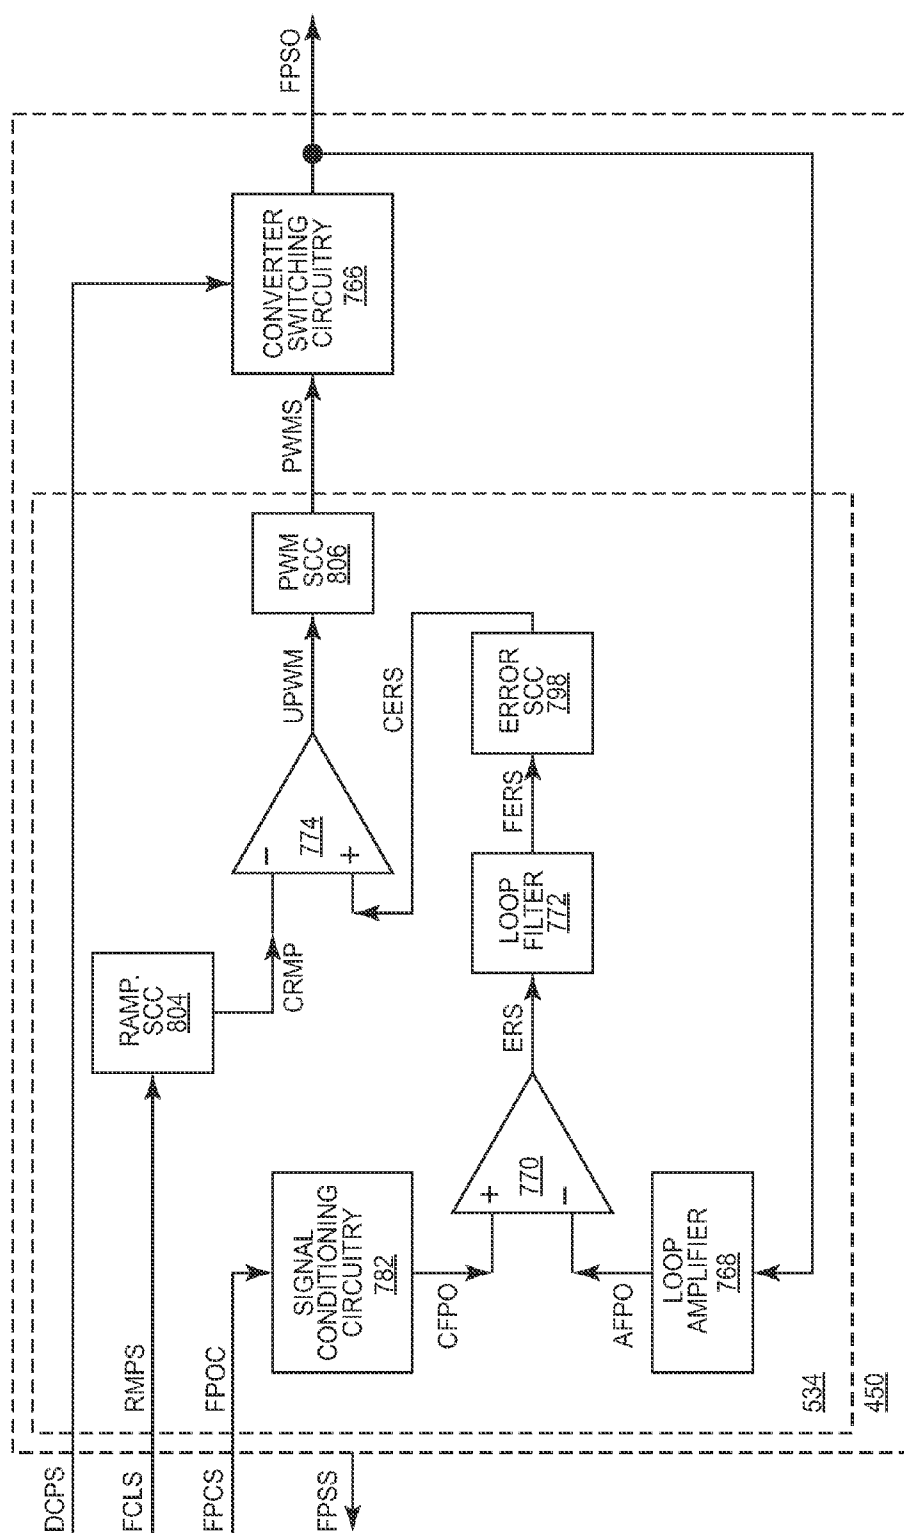 DCPS
FCLS
RMPS
FPCS
FPOC
FPSS
RAMP.
SCC
804
CRMP
SIGNAL
CONDITIONING
CIRCUITRY
782
CFPO
AFPO
LOOP
AMPLIFIER
768
+
770
-
ERS
LOOP
FILTER
772
FERS
ERROR
SCC
798
CERS
-
774
+
UPWM
PWM
SCC
806
PWMS
CONVERTER
SWITCHING
CIRCUITRY
766
FPSO
534
450